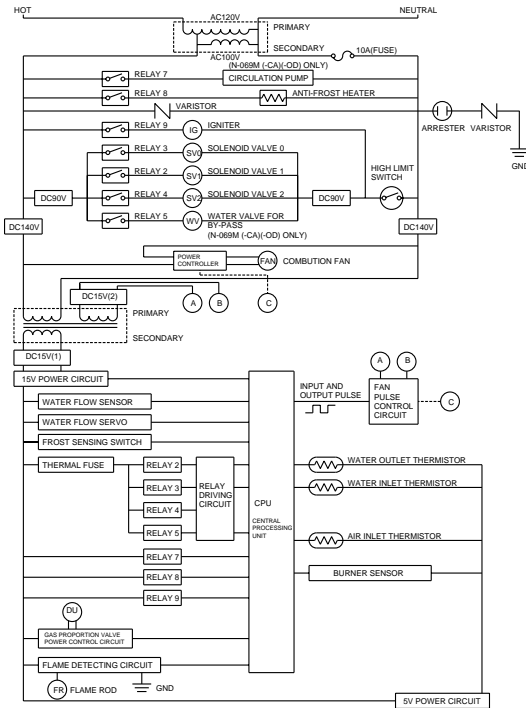 HOT
AC120V
NEUTRAL
PRIMARY
SECONDARY
AC100V
10A(FUSE)
(N-069M (-CA)(-OD) ONLY)
RELAY 7
CIRCULATION PUMP
RELAY 8
ANTI-FROST HEATER
VARISTOR
ARRESTER
VARISTOR
GND
RELAY 9
IG
IGNITER
RELAY 3
SV0
SOLENOID VALVE 0
RELAY 2
SV1
SOLENOID VALVE 1
HIGH LIMIT
SWITCH
DC90V
RELAY 4
SV2
SOLENOID VALVE 2
DC90V
RELAY 5
WV
WATER VALVE FOR
BY-PASS
(N-069M (-CA)(-OD) ONLY)
DC140V
DC140V
POWER
CONTROLLER
FAN
COMBUTION FAN
DC15V(2)
A
B
C
PRIMARY
SECONDARY
DC15V(1)
15V POWER CIRCUIT
WATER FLOW SENSOR
WATER FLOW SERVO
FROST SENSING SWITCH
THERMAL FUSE
RELAY 2
RELAY 3
RELAY 4
RELAY 5
RELAY
DRIVING
CIRCUIT
RELAY 7
RELAY 8
RELAY 9
CPU
CENTRAL
PROCESSING
UNIT
INPUT AND
OUTPUT PULSE
A
B
FAN
PULSE
CONTROL
CIRCUIT
C
WATER OUTLET THERMISTOR
WATER INLET THERMISTOR
AIR INLET THERMISTOR
BURNER SENSOR
DU
GAS PROPORTION VALVE
POWER CONTROL CIRCUIT
FLAME DETECTING CIRCUIT
FR
FLAME ROD
GND
5V POWER CIRCUIT